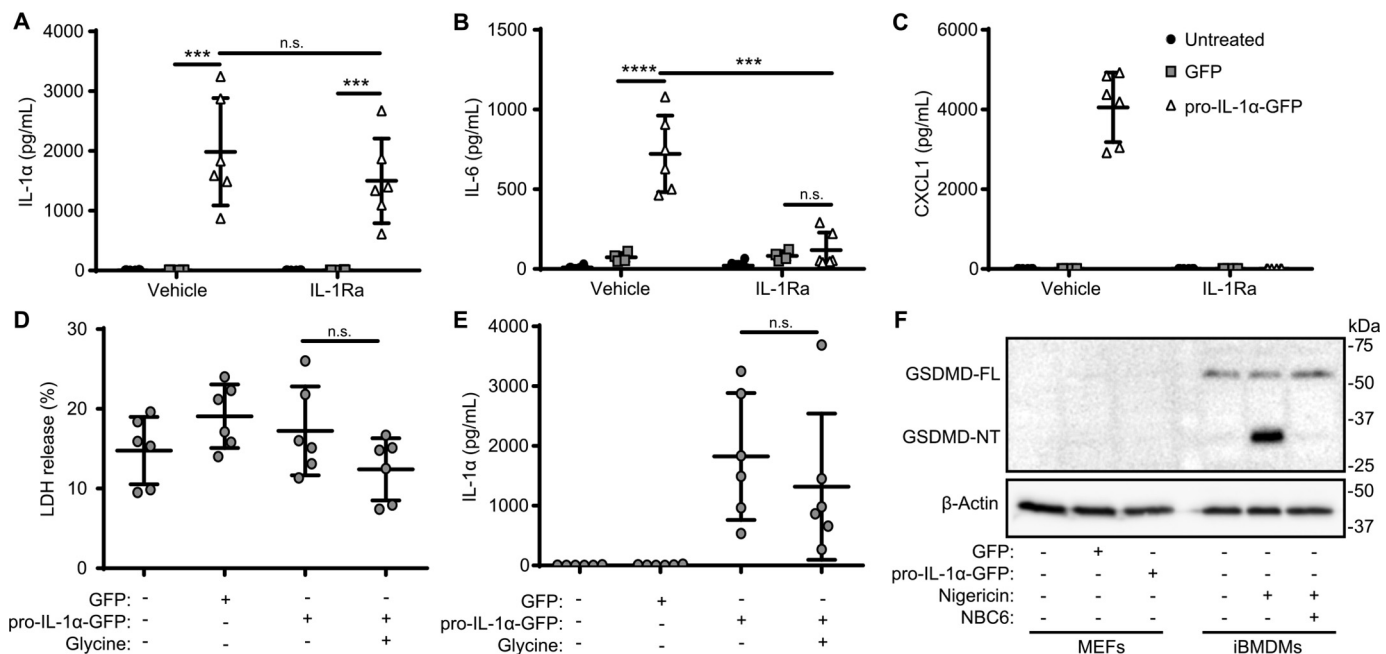 A
IL-1α (pg/mL)
4000
3000
2000
1000
0
***
n.s.
***
Vehicle
IL-1Ra
B
IL-6 (pg/mL)
1500
1000
500
0
****
***
n.s.
Vehicle
IL-1Ra
C
CXCL1 (pg/mL)
6000
4000
2000
0
Untreated
GFP
pro-IL-1α-GFP
Vehicle
IL-1Ra
D
LDH release (%)
30
20
10
0
n.s.
GFP: - + - -
pro-IL-1α-GFP: - - + +
Glycine: - - - +
E
IL-1α (pg/mL)
4000
3000
2000
1000
0
n.s.
GFP: - + - -
pro-IL-1α-GFP: - - + +
Glycine: - - - +
F
kDa
-75
GSDMD-FL
-50
-37
GSDMD-NT
-25
-50
β-Actin
-37
GFP: - + - - - -
pro-IL-1α-GFP: - - + - - -
Nigericin: - - - - + +
NBC6: - - - - - +
MEFs
iBMDMs